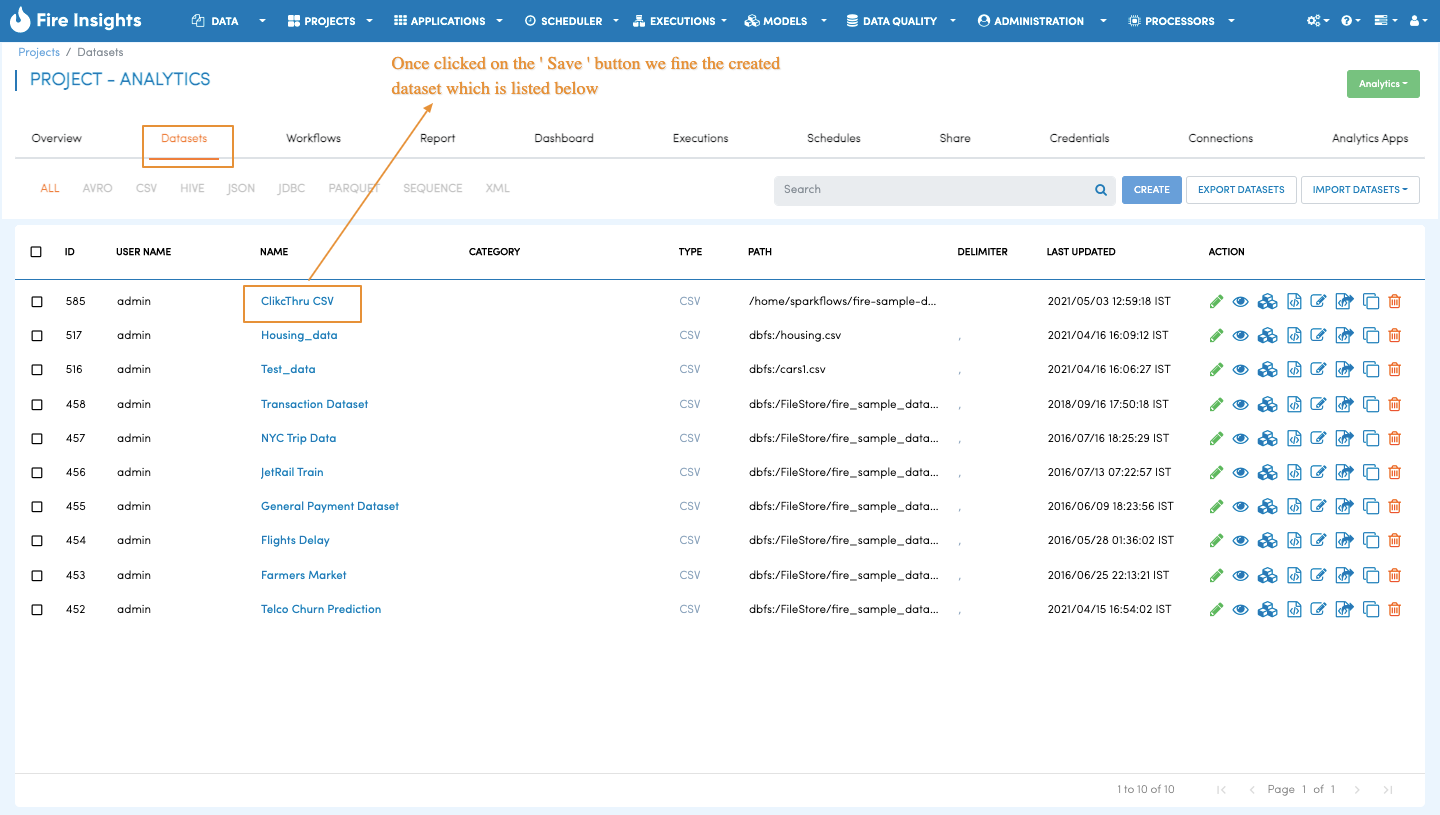 Fire Insights DATA PROJECTS APPLICATIONS SCHEDULER EXECUTIONS MODELS DATA QUALITY ADMINISTRATION PROCESSORS
Projects / Datasets
PROJECT - ANALYTICS
Once clicked on the ' Save ' button we fine the created
dataset which is listed below
Analytics
Overview Datasets Workflows Report Dashboard Executions Schedules Share Credentials Connections Analytics Apps
ALL AVRO CSV HIVE JSON JDBC PARQUET SEQUENCE XML Search CREATE EXPORT DATASETS IMPORT DATASETS
ID USER NAME NAME CATEGORY TYPE PATH DELIMITER LAST UPDATED ACTION
585 admin ClikcThru CSV CSV /home/sparkflows/fire-sample-d... 2021/05/03 12:59:18 IST
517 admin Housing_data CSV dbfs:/housing.csv , 2021/04/16 16:09:12 IST
516 admin Test_data CSV dbfs:/cars1.csv , 2021/04/16 16:06:27 IST
458 admin Transaction Dataset CSV dbfs:/FileStore/fire_sample_data... , 2018/09/16 17:50:18 IST
457 admin NYC Trip Data CSV dbfs:/FileStore/fire_sample_data... , 2016/07/16 18:25:29 IST
456 admin JetRail Train CSV dbfs:/FileStore/fire_sample_data... , 2016/07/13 07:22:57 IST
455 admin General Payment Dataset CSV dbfs:/FileStore/fire_sample_data... , 2016/06/09 18:23:56 IST
454 admin Flights Delay CSV dbfs:/FileStore/fire_sample_data... , 2016/05/28 01:36:02 IST
453 admin Farmers Market CSV dbfs:/FileStore/fire_sample_data... , 2016/06/25 22:13:21 IST
452 admin Telco Churn Prediction CSV dbfs:/FileStore/fire_sample_data... , 2021/04/15 16:54:02 IST
1 to 10 of 10 Page 1 of 1